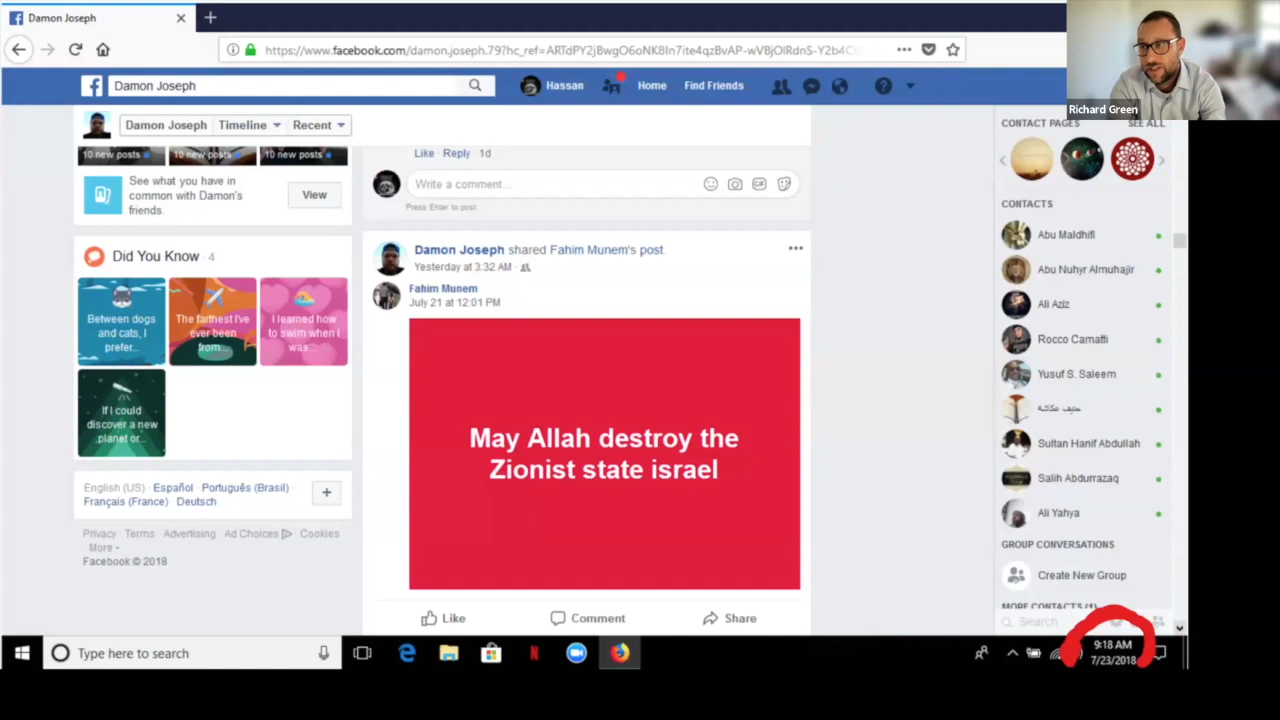 Damon Joseph
https://www.facebook.com/damon.joseph.79?hc_ref=
Damon Joseph
Hassan
Home
Find Friends
Richard Green
Damon Joseph
Timeline
Recent
10 new posts
10 new posts
10 new posts
See what you have in
common with Damon's
friends.
View
Did You Know · 4
Between dogs
and cats, I
prefer...
The farthest I've
ever been
from...
I learned how
to swim when I
was...
If I could
discover a new
planet or...
English (US) · Español · Português (Brasil) ·
Français (France) · Deutsch
Privacy · Terms · Advertising · Ad Choices · Cookies
More
Facebook © 2018
Like · Reply · 1d
Write a comment...
GIF
Press Enter to post.
Damon Joseph shared Fahim Munem's post.
Yesterday at 3:32 AM ·
Fahim Munem
July 21 at 12:01 PM
May Allah destroy the
Zionist state israel
Like
Comment
Share
CONTACT PAGES
SEE ALL
CONTACTS
Abu Maldhifi
Abu Nuhyr Almuhajir
Ali Aziz
Rocco Camatti
Yusuf S. Saleem
Sultan Hanif Abdullah
Salih Abdurrazaq
Ali Yahya
GROUP CONVERSATIONS
Create New Group
MORE CONTACTS (1)
Search
Type here to search
9:18 AM
7/23/2018